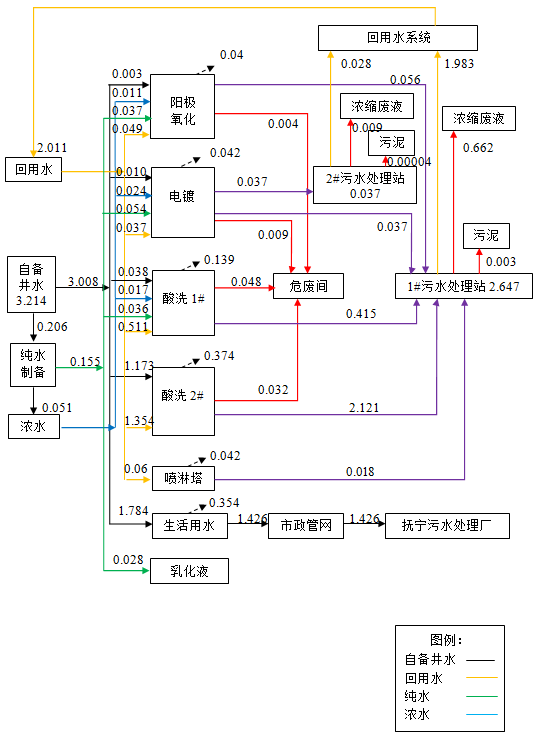 回用水系统
0.04
0.028
1.983
0.003
阳极
氧化
0.056
0.011
浓缩废液
浓缩废液
0.037
0.004
0.009
0.049
污泥
0.662
2.011
0.042
0.00004
回用水
0.010
电镀
0.037
2#污水处理站
0.037
0.024
0.054
0.037
0.037
0.009
污泥
0.139
0.003
自备
井水
3.214
3.008
0.038
酸洗 1#
0.048
危废间
1#污水处理站 2.647
0.017
0.036
0.415
0.206
0.511
纯水
制备
0.155
0.374
1.173
酸洗 2#
0.032
0.051
2.121
浓水
1.354
0.042
0.06
喷淋塔
0.018
0.354
1.784
生活用水
1.426
市政管网
1.426
抚宁污水处理厂
0.028
乳化液
图例：
自备井水
回用水
纯水
浓水